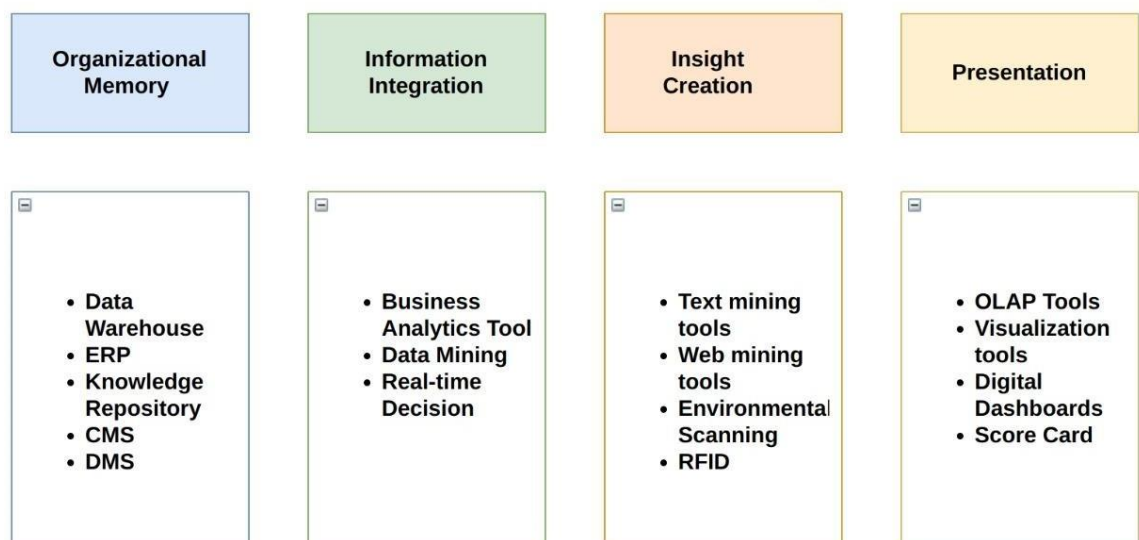 Organizational
Memory
Information
Integration
Insight
Creation
Presentation
• Data
Warehouse
• ERP
• Knowledge
Repository
• CMS
• DMS
• Business
Analytics Tool
• Data Mining
• Real-time
Decision
• Text mining
tools
• Web mining
tools
• Environmental
Scanning
• RFID
• OLAP Tools
• Visualization
tools
• Digital
Dashboards
• Score Card